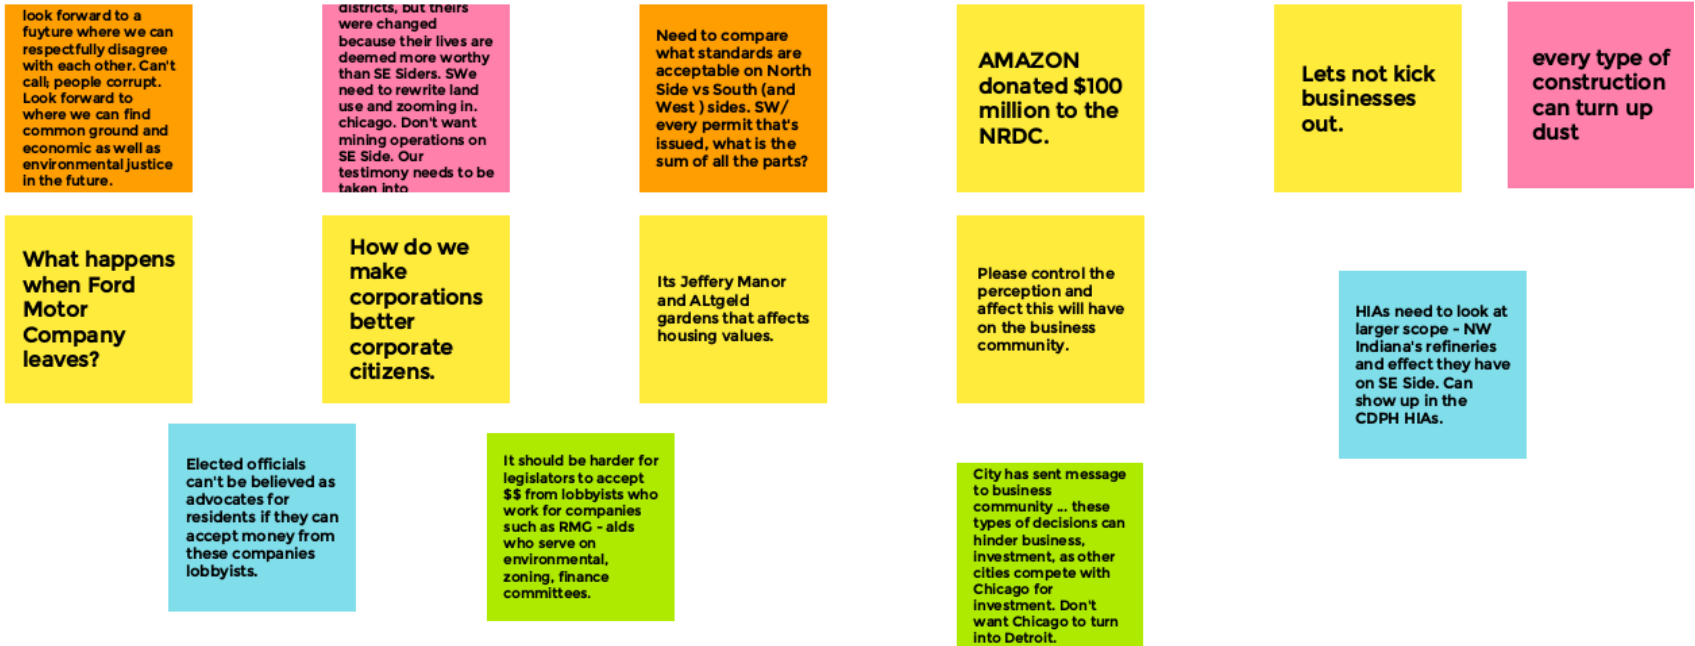 look forward to a
fuyture where we can
respectfully disagree
with each other. Can't
call; people corrupt.
Look forward to
where we can find
common ground and
economic as well as
environmental justice
in the future.
districts, but theirs
were changed
because their lives are
deemed more worthy
than SE Siders. SWe
need to rewrite land
use and zooming in.
chicago. Don't want
mining operations on
SE Side. Our
testimony needs to be
taken into
Need to compare
what standards are
acceptable on North
Side vs South (and
West ) sides. SW/
every permit that's
issued, what is the
sum of all the parts?
AMAZON
donated $100
million to the
NRDC.
Lets not kick
businesses
out.
every type of
construction
can turn up
dust
What happens
when Ford
Motor
Company
leaves?
How do we
make
corporations
better
corporate
citizens.
Its Jeffery Manor
and ALtgeld
gardens that affects
housing values.
Please control the
perception and
affect this will have
on the business
community.
HIAs need to look at
larger scope - NW
Indiana's refineries
and effect they have
on SE Side. Can
show up in the
CDPH HIAs.
Elected officials
can't be believed as
advocates for
residents if they can
accept money from
these companies
lobbyists.
It should be harder for
legislators to accept
$$ from lobbyists who
work for companies
such as RMG - alds
who serve on
environmental,
zoning, finance
committees.
City has sent message
to business
community ... these
types of decisions can
hinder business,
investment, as other
cities compete with
Chicago for
investment. Don't
want Chicago to turn
into Detroit.